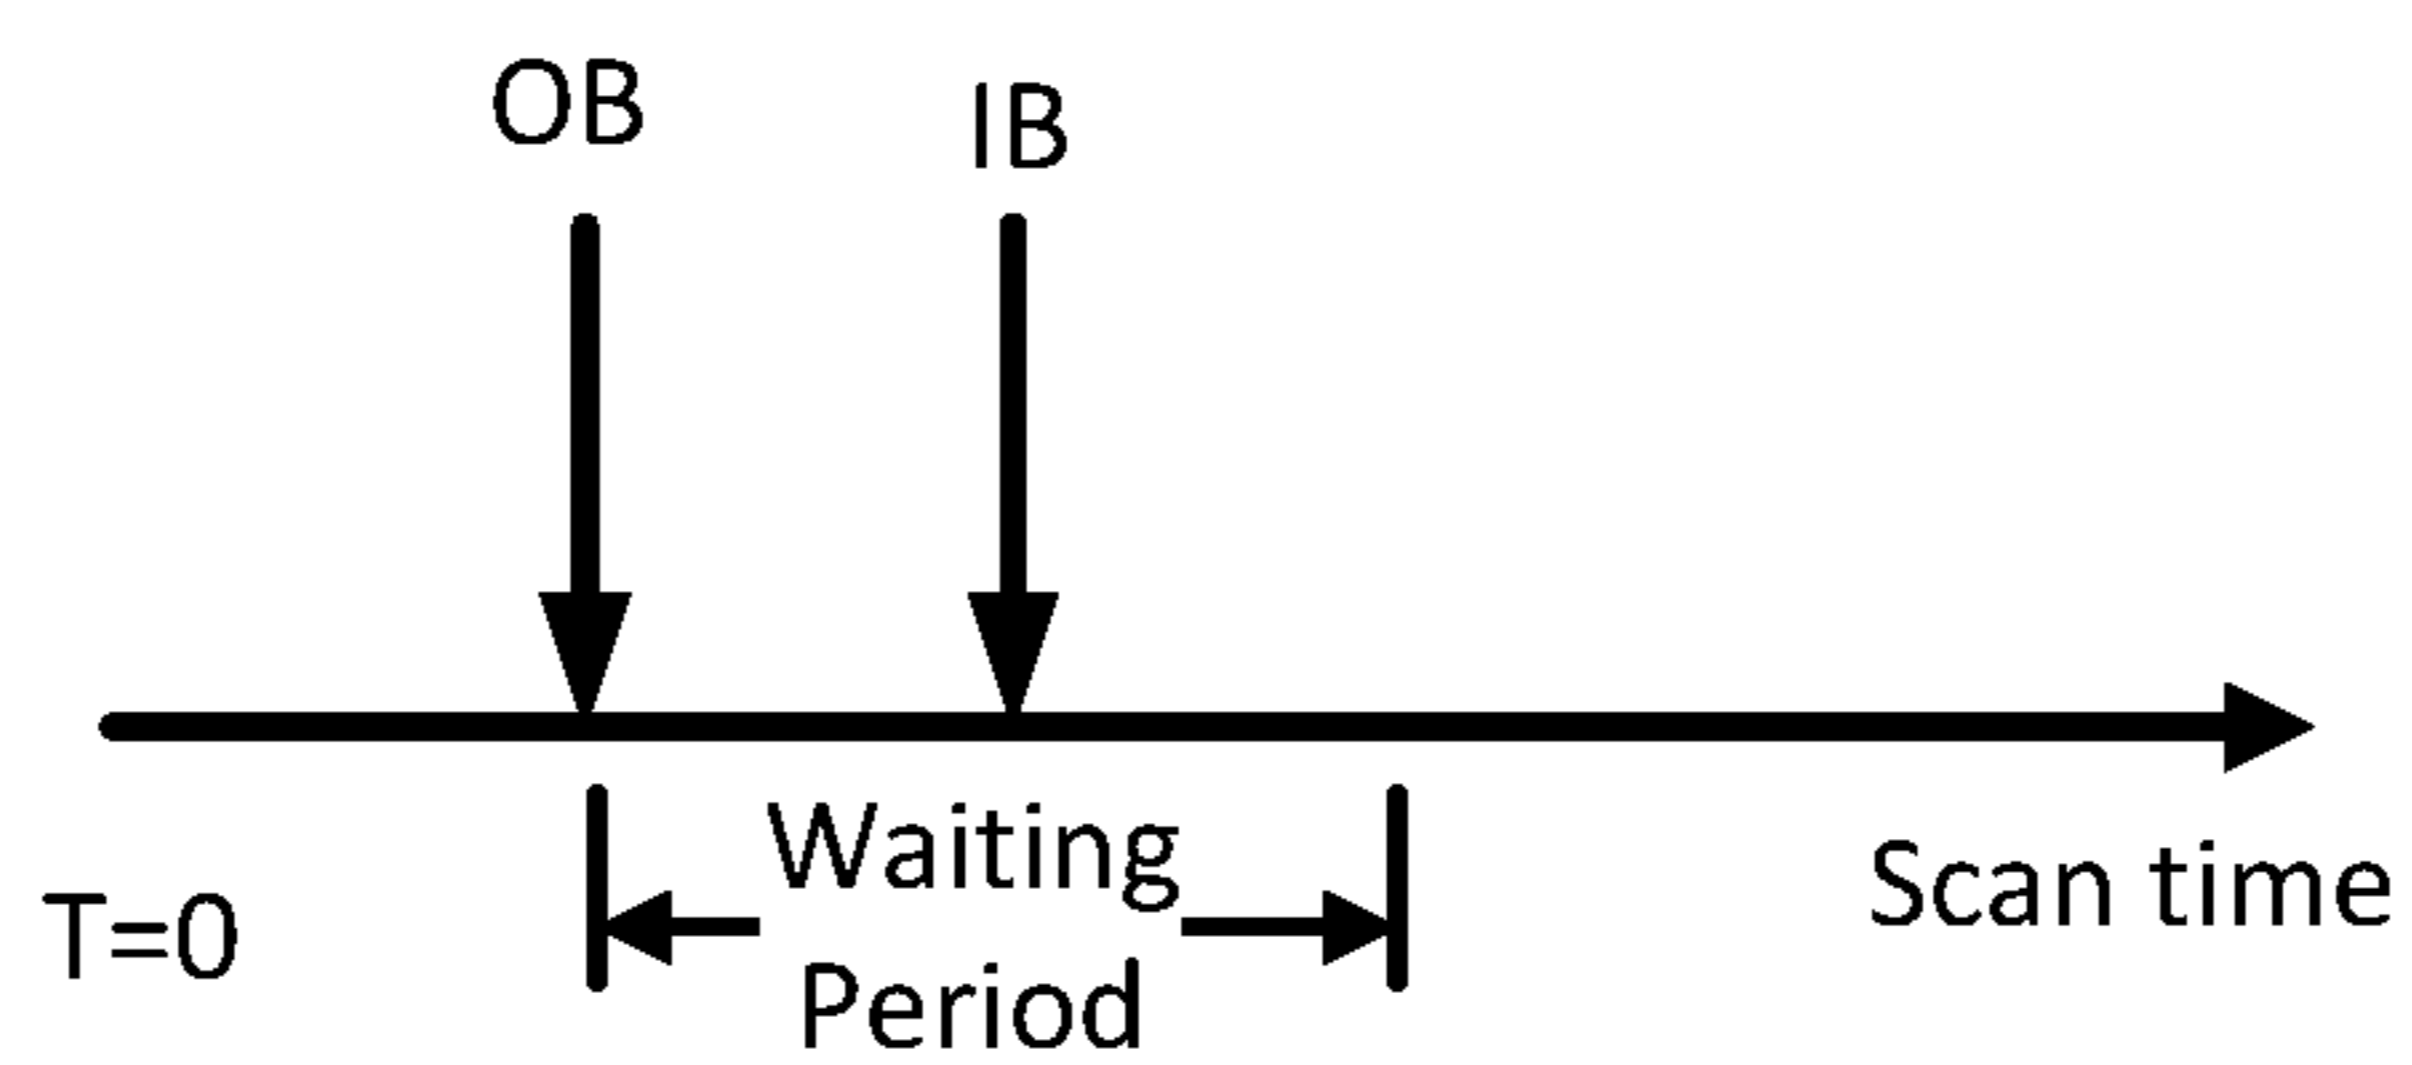 OB
IB
Waiting
Period
T=0
Scan time